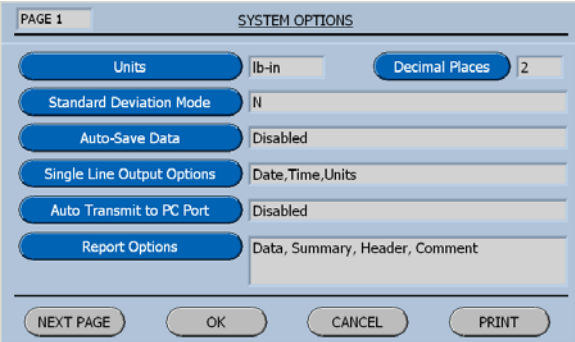 PAGE 1
SYSTEM OPTIONS
Units lb-in Decimal Places 2
Standard Deviation Mode N
Auto-Save Data Disabled
Single Line Output Options Date,Time,Units
Auto Transmit to PC Port Disabled
Report Options Data, Summary, Header, Comment
NEXT PAGE OK CANCEL PRINT